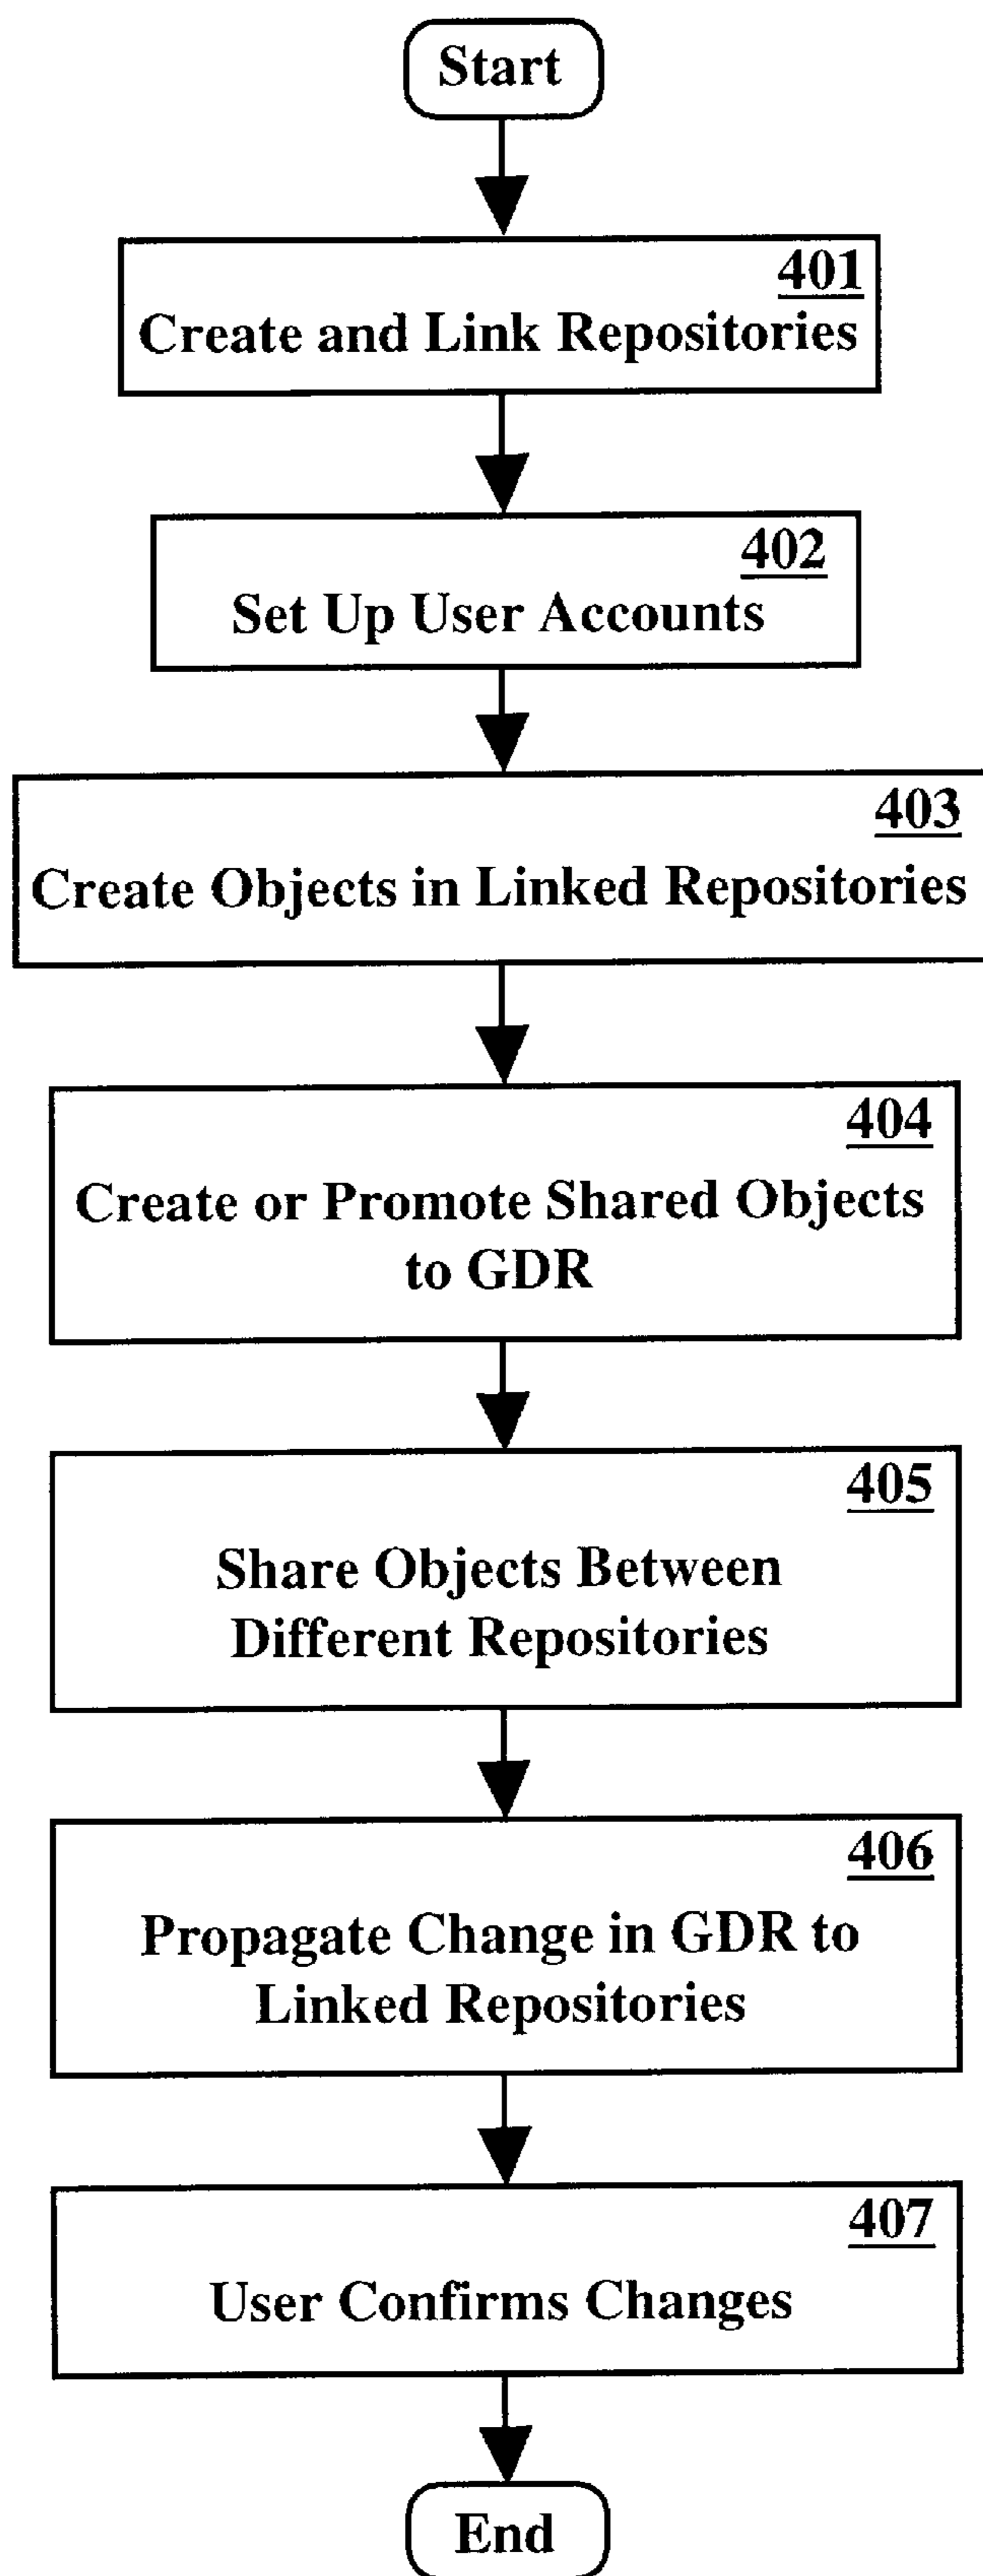 Start
401
Create and Link Repositories
402
Set Up User Accounts
403
Create Objects in Linked Repositories
404
Create or Promote Shared Objects
to GDR
405
Share Objects Between
Different Repositories
406
Propagate Change in GDR to
Linked Repositories
407
User Confirms Changes
End